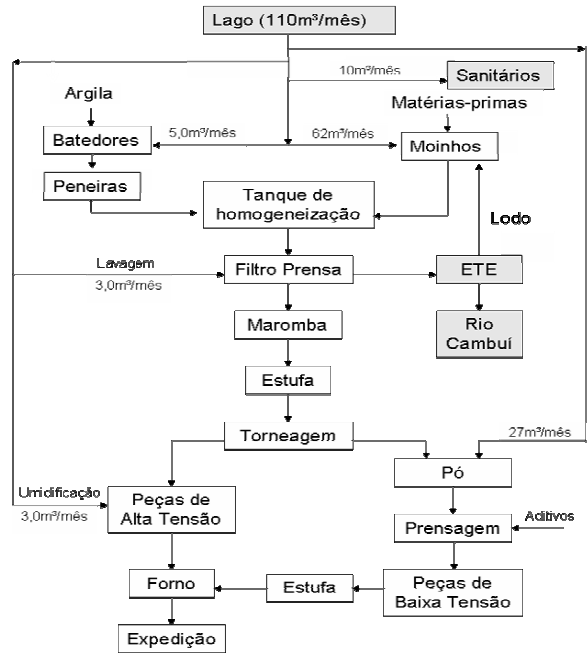 Lago (110m³/mês)
10m³/mês
Sanitários
Argila
Matérias-primas
Batedores
5,0m³/mês
62m³/mês
Moinhos
Peneiras
Tanque de
homogeneização
Lodo
Lavagem
3,0m³/mês
Filtro Prensa
ETE
Maromba
Rio
Cambuí
Estufa
Torneagem
27m³/mês
Pó
Umidificação
3,0m³/mês
Peças de
Alta Tensão
Prensagem
Aditivos
Forno
Estufa
Peças de
Baixa Tensão
Expedição